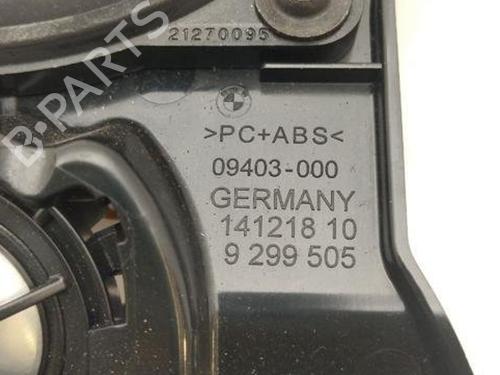 21270095
B-PARTS
>PC+ABS<
09403-000
GERMANY
141218 10
9 299 505